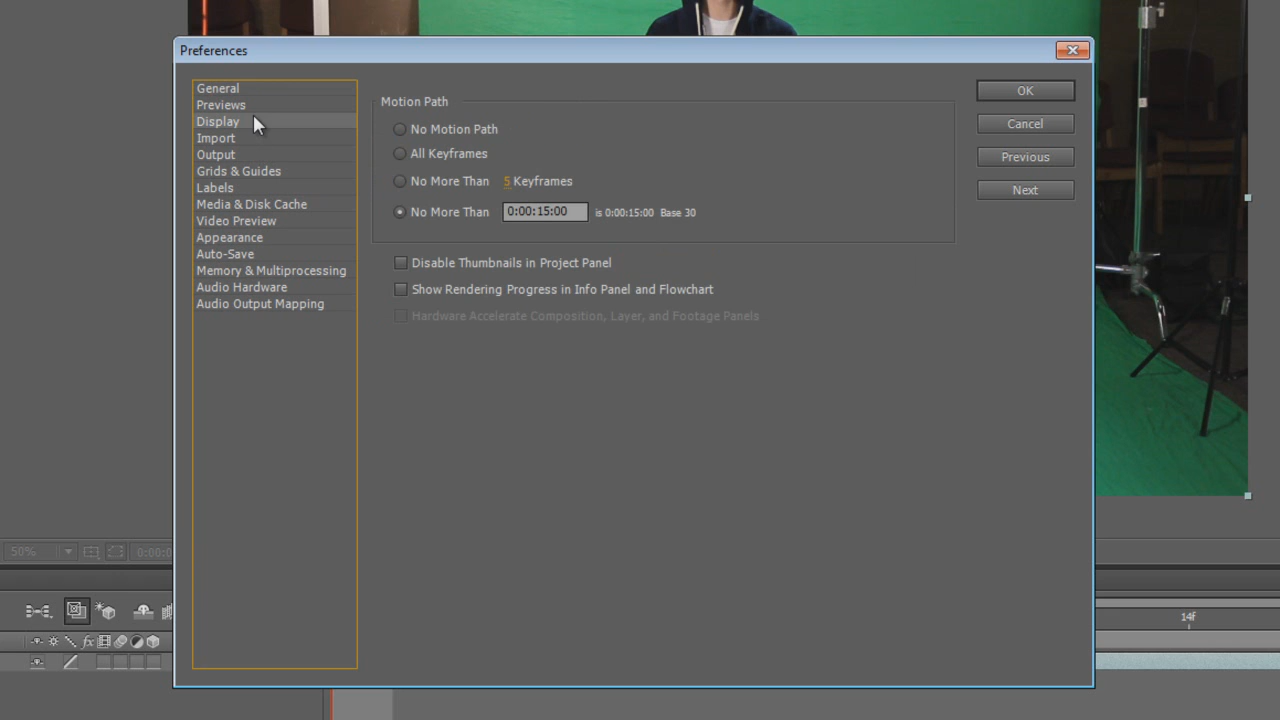 Preferences
General
Previews
Display
Import
Output
Grids & Guides
Labels
Media & Disk Cache
Video Preview
Appearance
Auto-Save
Memory & Multiprocessing
Audio Hardware
Audio Output Mapping
Motion Path
No Motion Path
All Keyframes
No More Than 5 Keyframes
No More Than 0:00:15:00 is 0:00:15:00 Base 30
Disable Thumbnails in Project Panel
Show Rendering Progress in Info Panel and Flowchart
Hardware Accelerate Composition, Layer, and Footage Panels
OK
Cancel
Previous
Next
50%
0:00:0
14f
fx